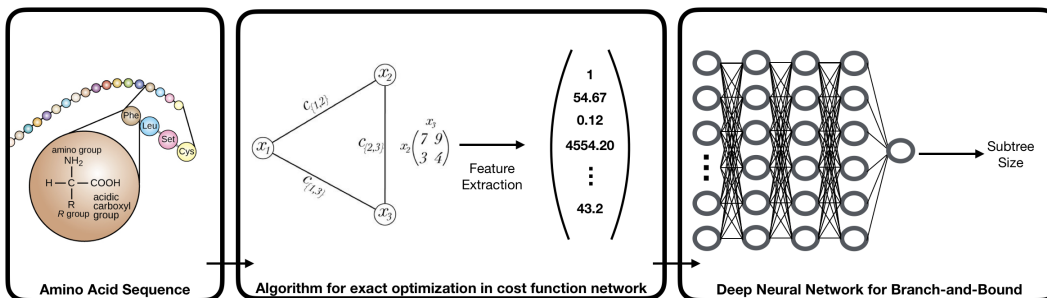 Phe
Leu
Set
Cys
amino group
NH₂
H—C—COOH
acidic
carboxyl
group
R
R group
Amino Acid Sequence
x₁
x₂
x₃
c{1,2}
c{2,3}
c{1,3}
x₃
x₂ (7 9
3 4)
Feature
Extraction
1
54.67
0.12
4554.20
⋮
43.2
Algorithm for exact optimization in cost function network
⋮
Subtree
Size
Deep Neural Network for Branch-and-Bound